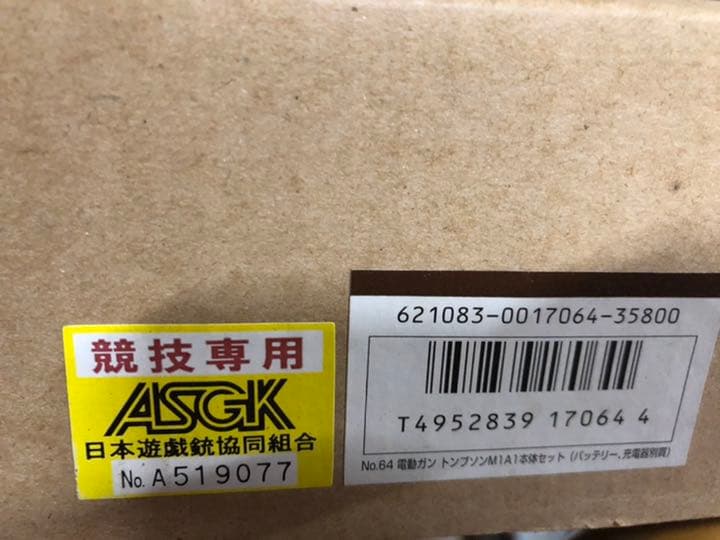 競技専用
ASGK
日本遊戯銃協同組合
No. A519077
621083-0017064-35800
T4952839 17064 4
No.64 電動ガン トンプソンM1A1本体セット (バッテリー、充電器別買)